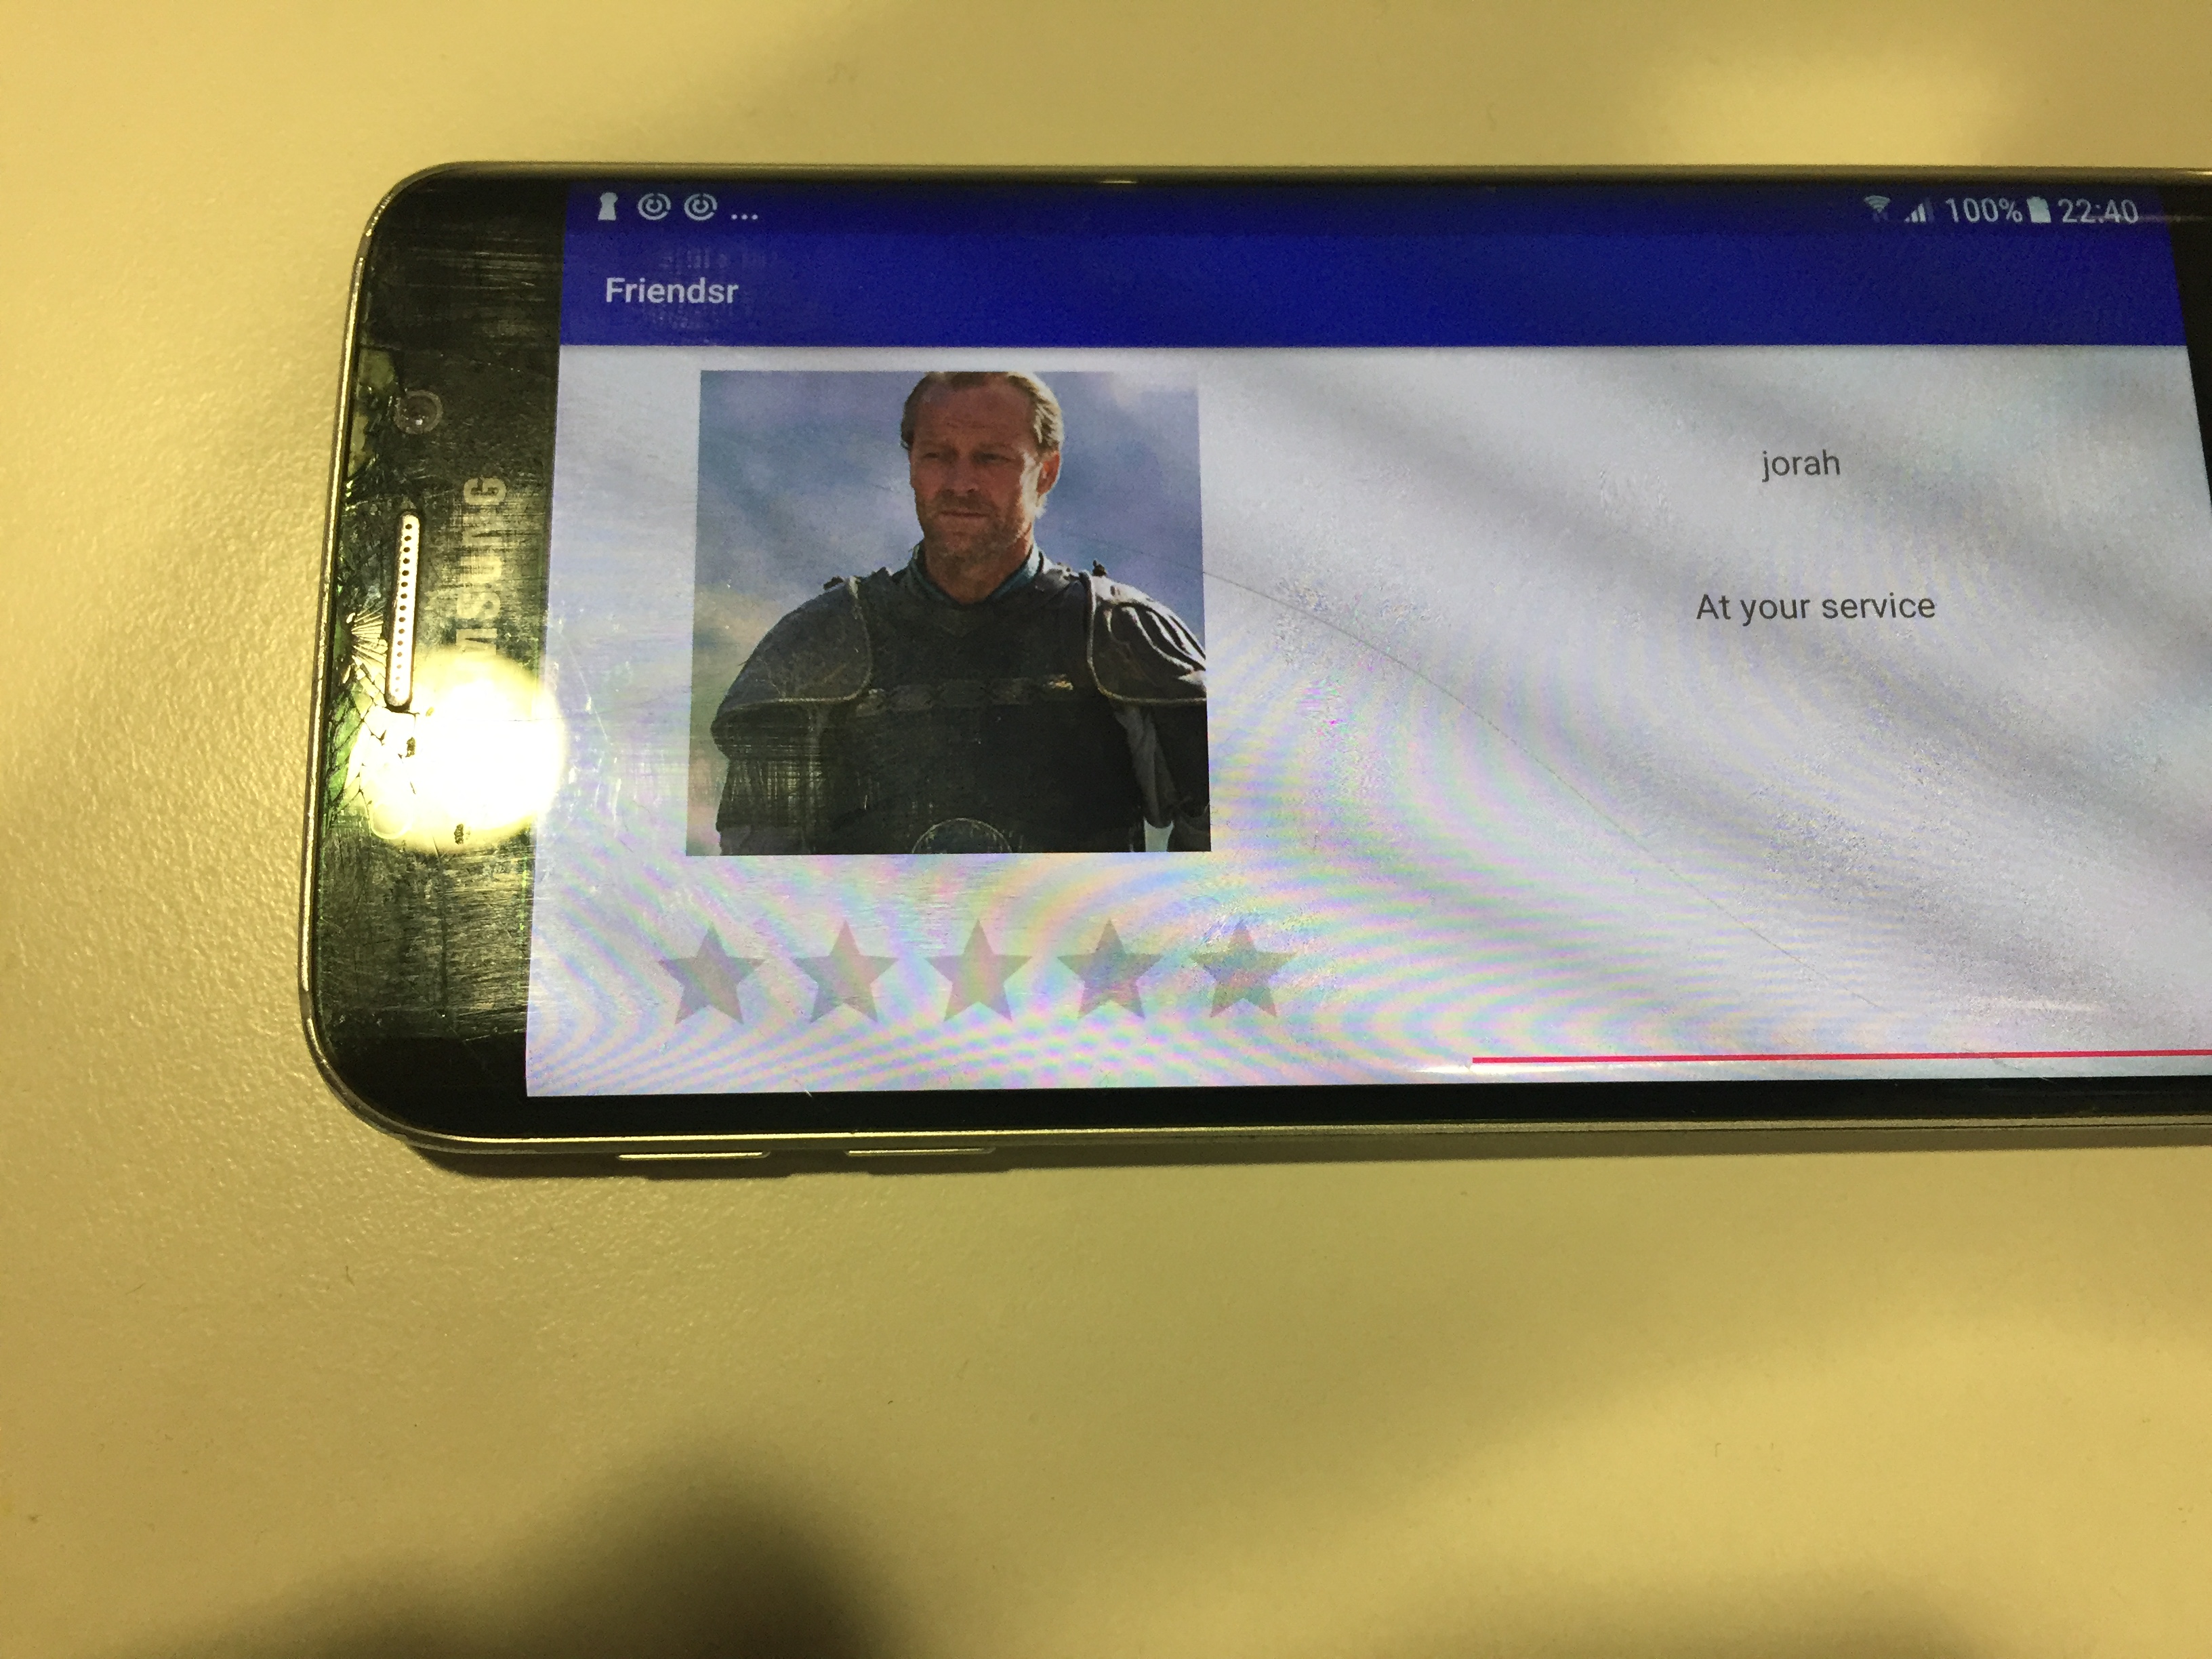 SAMSUNG
... 100% 22:40
Friendsr
jorah
At your service